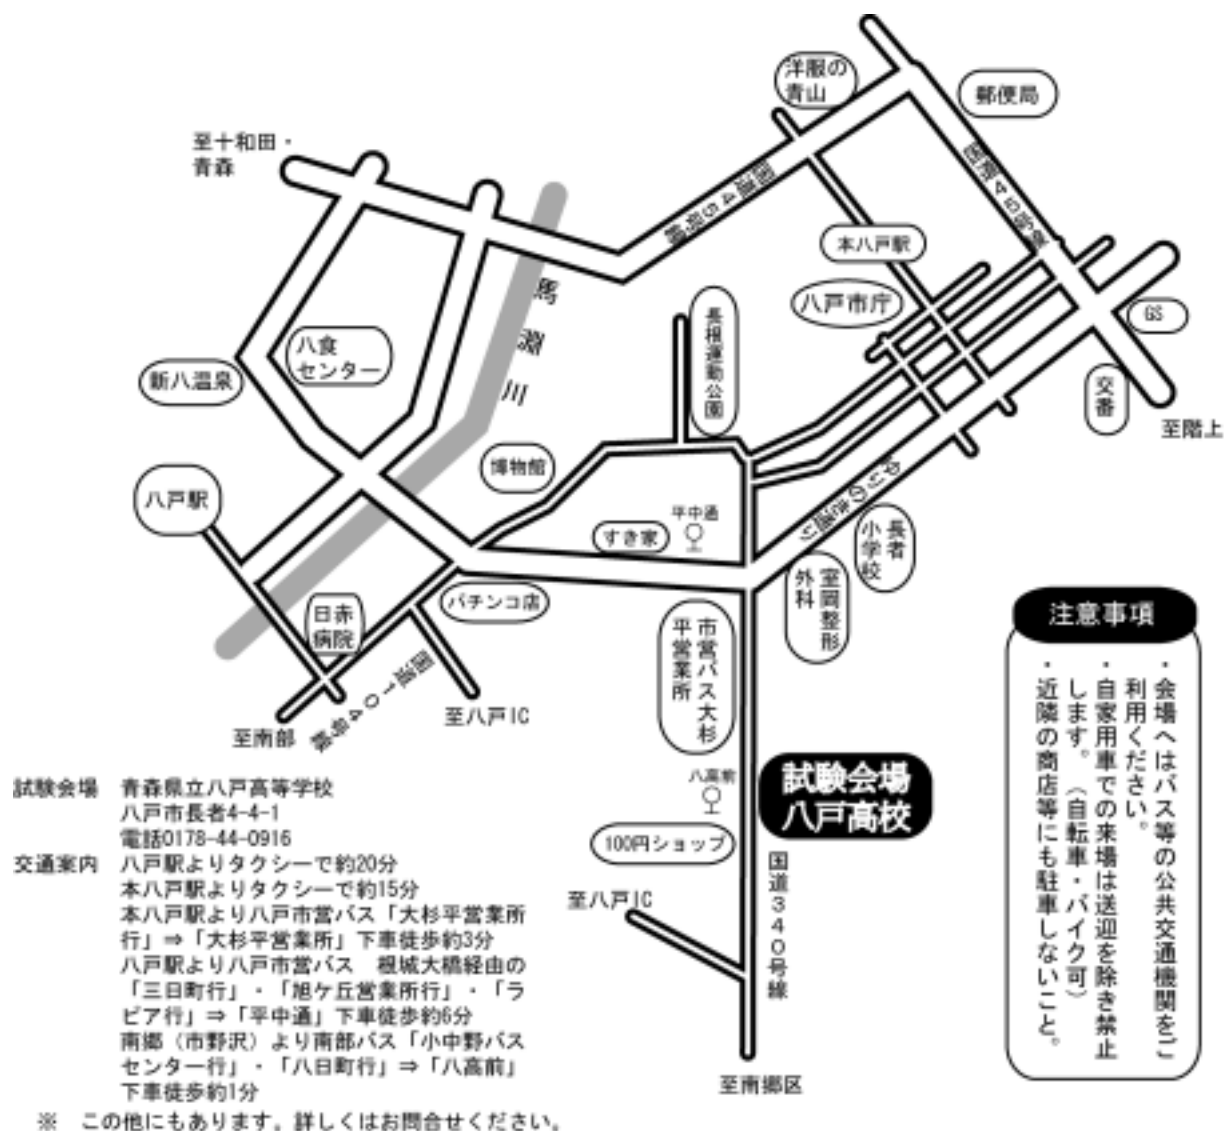 洋服の
青山
郵便局
至十和田・
青森
国道45号線
国道45号線
本八戸駅
八戸市庁
GS
馬淵川
長根運動公園
八食
センター
新八温泉
交番
至階上
博物館
八戸駅
ゆりのき通り
平中通
すき家
長者
小学校
室岡整形
外科
パチンコ店
日赤
病院
市営バス大杉
平営業所
国道104号線
至八戸IC
至南部
八高前
試験会場
八戸高校
100円ショップ
国道340号線
至八戸IC
至南郷区
注意事項
・会場へはバス等の公共交通機関をご
利用ください。
・自家用車での来場は送迎を除き禁止
します。（自転車・バイク可）
・近隣の商店等にも駐車しないこと。
試験会場　青森県立八戸高等学校
八戸市長者4-4-1
電話0178-44-0916
交通案内　八戸駅よりタクシーで約20分
本八戸駅よりタクシーで約15分
本八戸駅より八戸市営バス「大杉平営業所
行」⇒「大杉平営業所」下車徒歩約3分
八戸駅より八戸市営バス　根城大橋経由の
「三日町行」・「旭ケ丘営業所行」・「ラ
ピア行」⇒「平中通」下車徒歩約6分
南郷（市野沢）より南部バス「小中野バス
センター行」・「八日町行」⇒「八高前」
下車徒歩約1分
※　この他にもあります。詳しくはお問合せください。